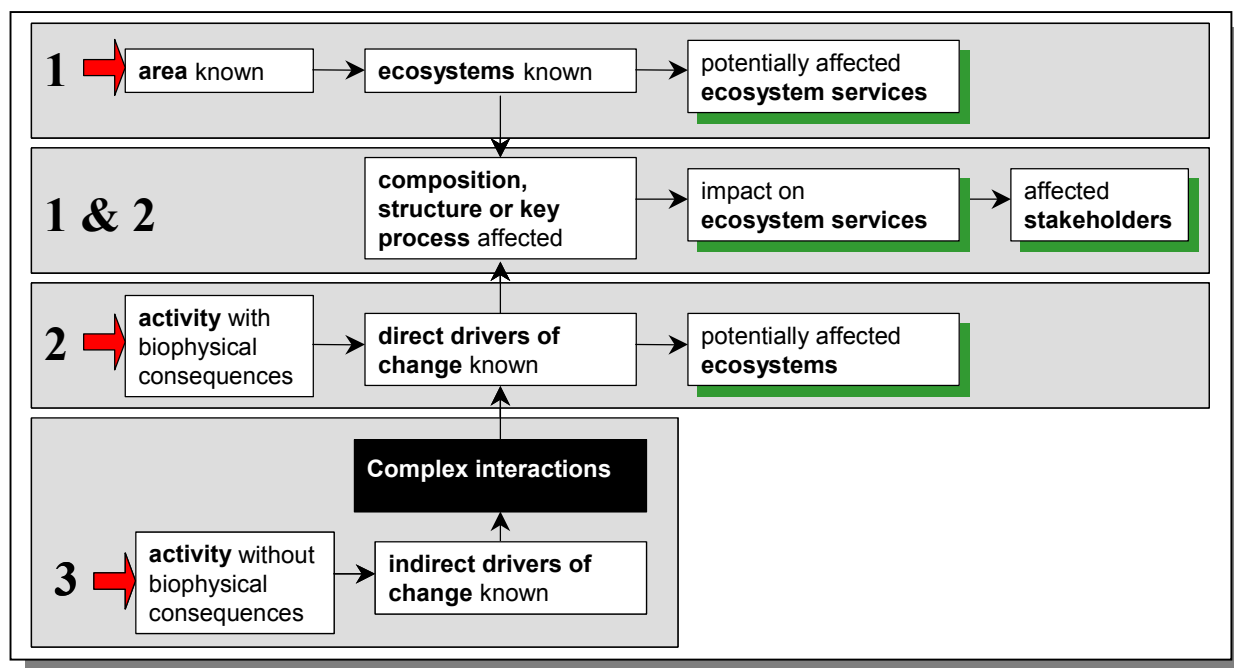 1
area known
ecosystems known
potentially affected
ecosystem services
1 & 2
composition,
structure or key
process affected
impact on
ecosystem services
affected
stakeholders
2
activity with
biophysical
consequences
direct drivers of
change known
potentially affected
ecosystems
Complex interactions
3
activity without
biophysical
consequences
indirect drivers of
change known